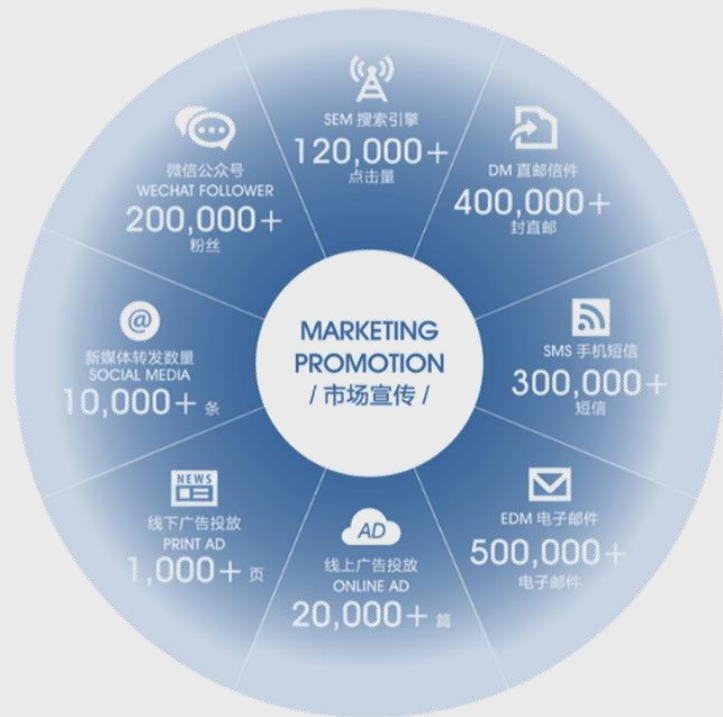 SEM 搜索引擎
120,000+
点击量
DM 直邮信件
400,000+
封直邮
SMS 手机短信
300,000+
短信
EDM 电子邮件
500,000+
电子邮件
AD
线上广告投放
ONLINE AD
20,000+ 篇
NEWS
线下广告投放
PRINT AD
1,000+ 页
@
新媒体转发数量
SOCIAL MEDIA
10,000+ 条
微信公众号
WECHAT FOLLOWER
200,000+
粉丝
MARKETING
PROMOTION
/ 市场宣传 /